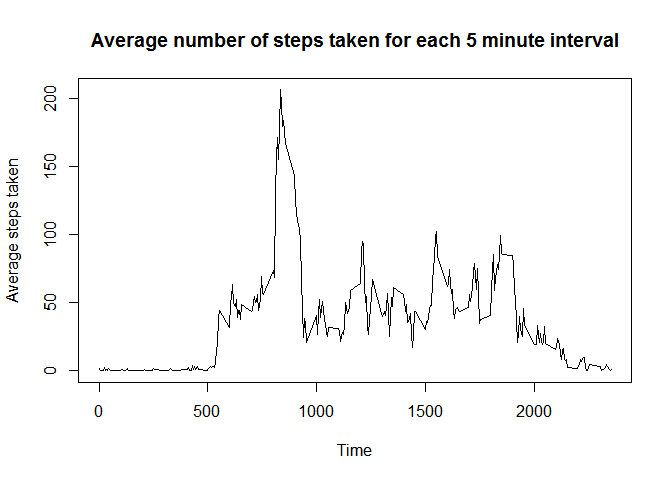 Average number of steps taken for each 5 minute interval
Average steps taken
200
150
100
50
0
0 500 1000 1500 2000
Time